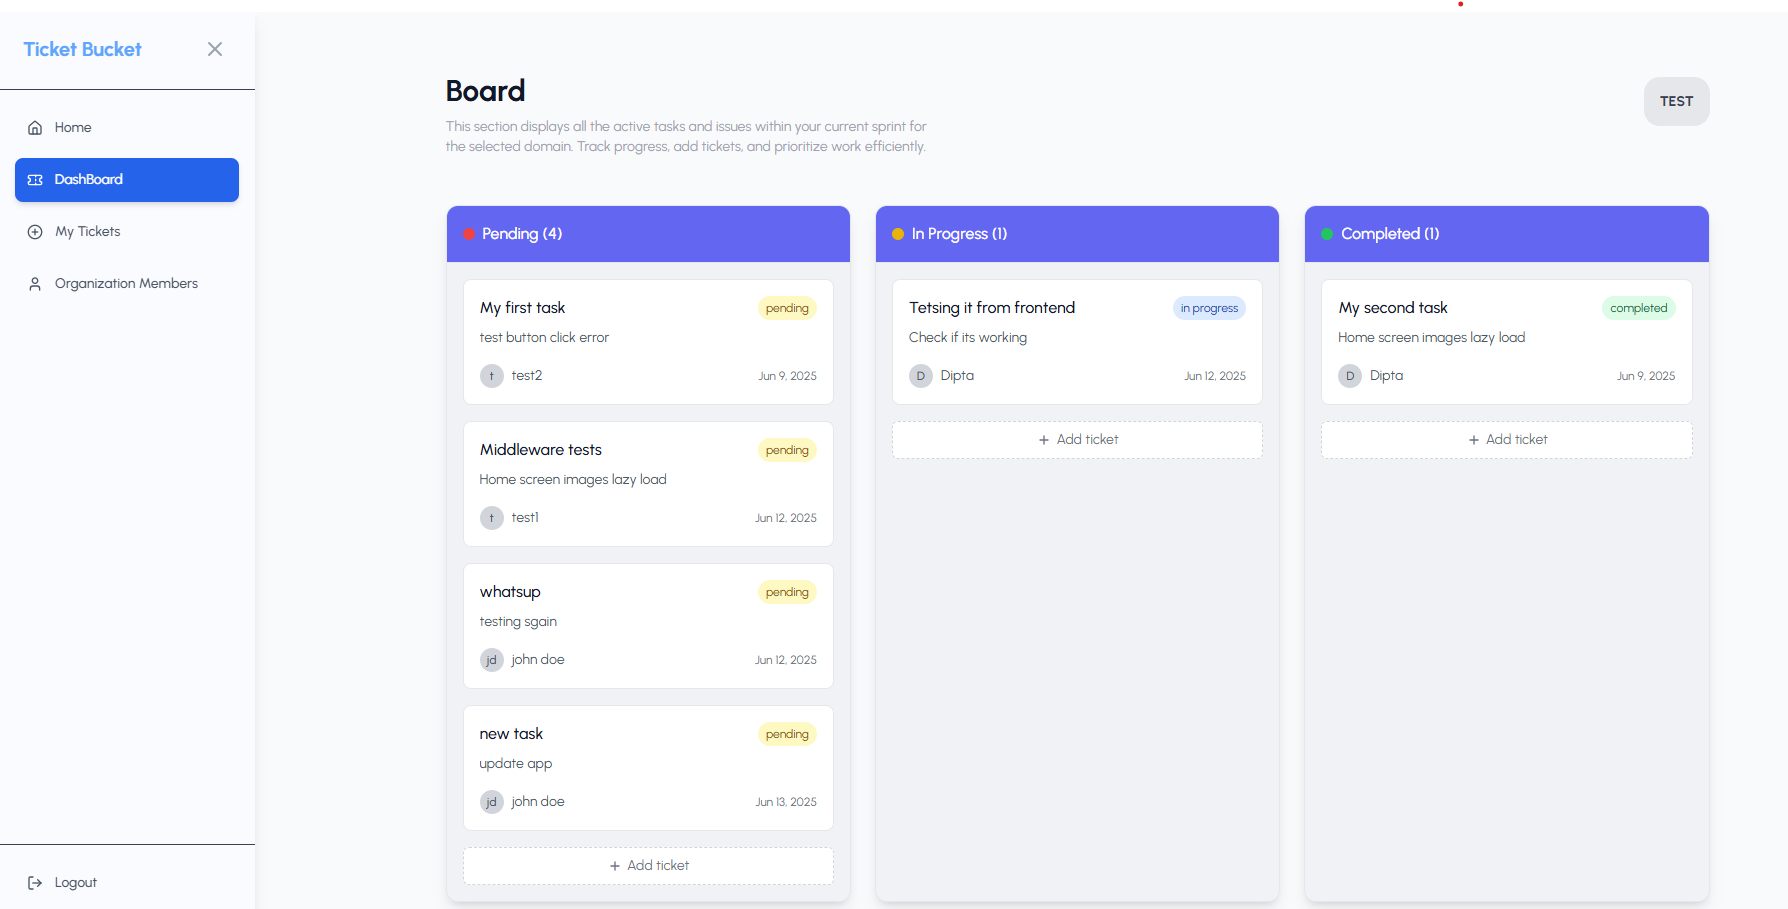 Ticket Bucket
Home
DashBoard
My Tickets
Organization Members
Logout
Board
This section displays all the active tasks and issues within your current sprint for
the selected domain. Track progress, add tickets, and prioritize work efficiently.
TEST
Pending (4)
My first task
pending
test button click error
t
test2
Jun 9, 2025
Middleware tests
pending
Home screen images lazy load
t
test1
Jun 12, 2025
whatsup
pending
testing sgain
jd
john doe
Jun 12, 2025
new task
pending
update app
jd
john doe
Jun 13, 2025
+ Add ticket
In Progress (1)
Tetsing it from frontend
in progress
Check if its working
D
Dipta
Jun 12, 2025
+ Add ticket
Completed (1)
My second task
completed
Home screen images lazy load
D
Dipta
Jun 9, 2025
+ Add ticket